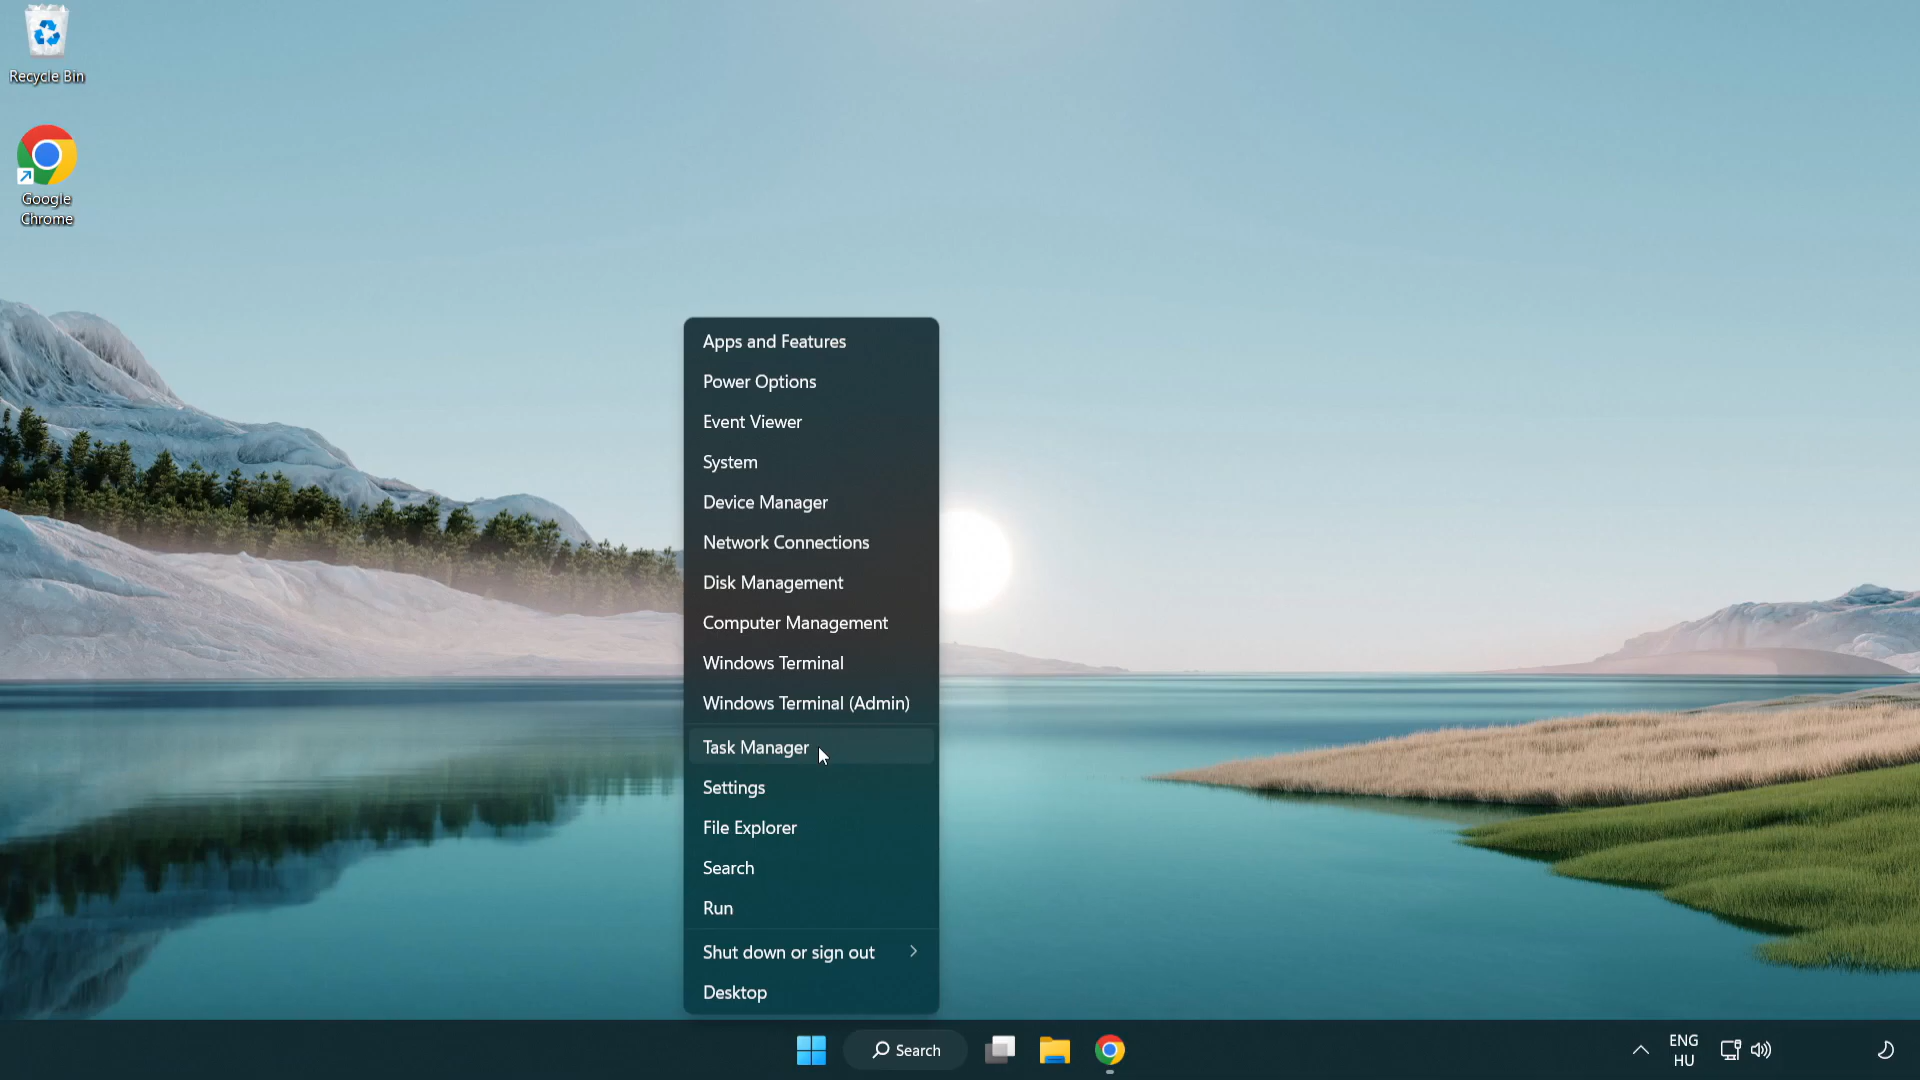 Recycle Bin
Google
Chrome
Apps and Features
Power Options
Event Viewer
System
Device Manager
Network Connections
Disk Management
Computer Management
Windows Terminal
Windows Terminal (Admin)
Task Manager
Settings
File Explorer
Search
Run
Shut down or sign out
Desktop
Search
ENG
HU